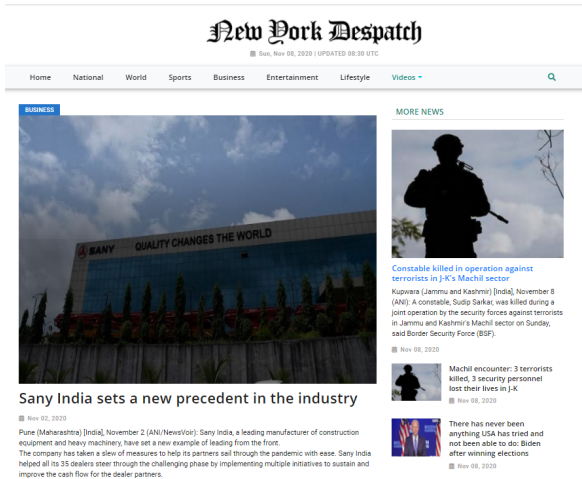 New York Despatch
Sun, Nov 08, 2020 | UPDATED 08:30 UTC
Home National World Sports Business Entertainment Lifestyle Videos
BUSINESS
SANY QUALITY CHANGES THE WORLD
Sany India sets a new precedent in the industry
Nov 02, 2020
Pune (Maharashtra) [India], November 2 (ANI/NewsVoir): Sany India, a leading manufacturer of construction
equipment and heavy machinery, have set a new example of leading from the front.
The company has taken a slew of measures to help its partners sail through the pandemic with ease. Sany India
helped all its 35 dealers steer through the challenging phase by implementing multiple initiatives to sustain and
improve the cash flow for the dealer partners.
MORE NEWS
Constable killed in operation against
terrorists in J-K's Machil sector
Kupwara (Jammu and Kashmir) [India], November 8
(ANI): A constable, Sudip Sarkar, was killed during a
joint operation by the security forces against terrorists
in Jammu and Kashmir's Machil sector on Sunday,
said Border Security Force (BSF).
Nov 08, 2020
Machil encounter: 3 terrorists
killed, 3 security personnel
lost their lives in J-K
Nov 08, 2020
There has never been
anything USA has tried and
not been able to do: Biden
after winning elections
Nov 08, 2020